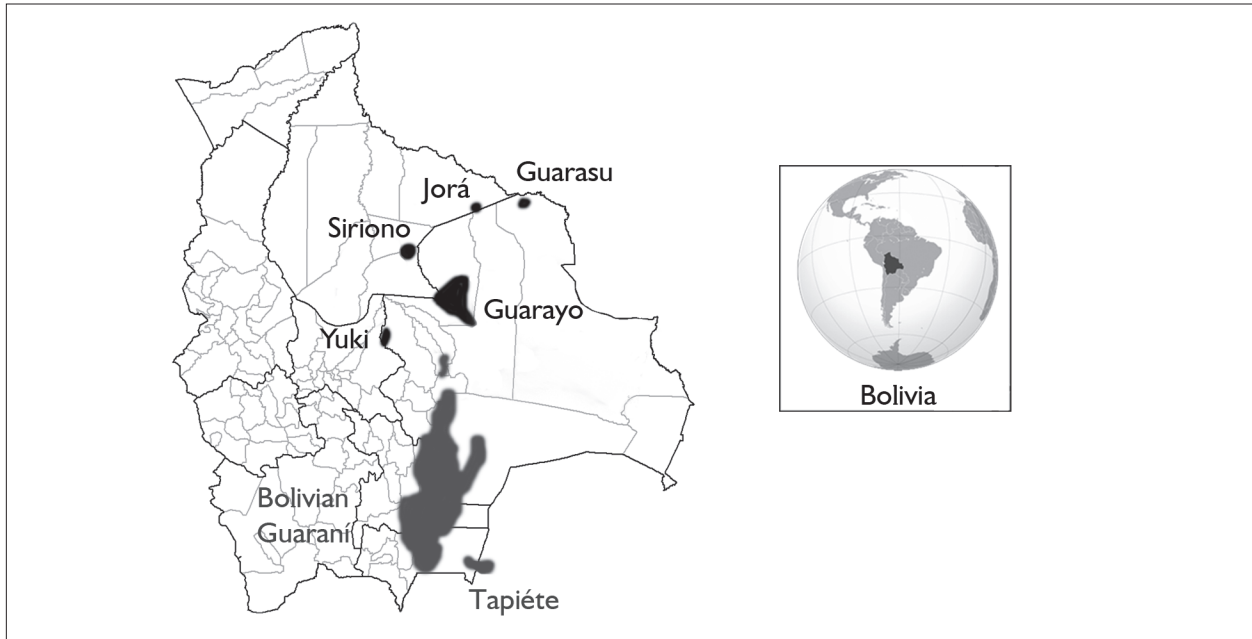 Guarasu
Jorá
Siriono
Guarayo
Yuki
Bolivian
Guaraní
Tapiéte
Bolivia